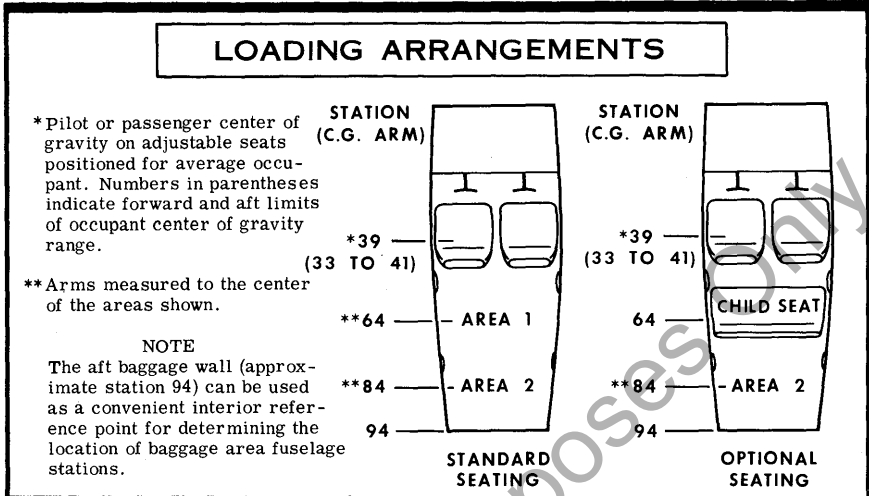 LOADING ARRANGEMENTS
*Pilot or passenger center of
gravity on adjustable seats
positioned for average occu-
pant. Numbers in parentheses
indicate forward and aft limits
of occupant center of gravity
range.
**Arms measured to the center
of the areas shown.
NOTE
The aft baggage wall (approx-
imate station 94) can be used
as a convenient interior refer-
ence point for determining the
location of baggage area fuselage
stations.
STATION
(C.G. ARM)
*39
(33 TO 41)
**64
AREA 1
**84
AREA 2
94
STANDARD
SEATING
STATION
(C.G. ARM)
*39
(33 TO 41)
64
CHILD SEAT
**84
AREA 2
94
OPTIONAL
SEATING
poses Only